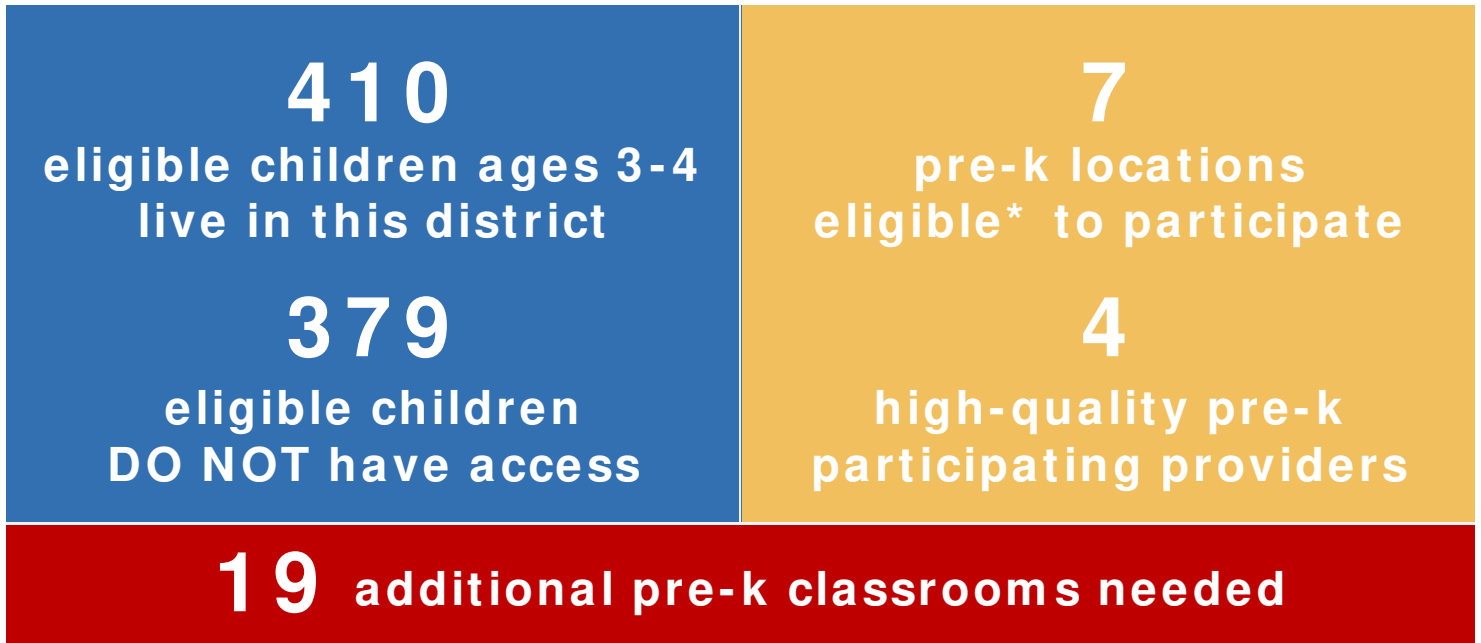 410
eligible children ages 3-4
live in this district
379
eligible children
DO NOT have access
7
pre-k locations
eligible* to participate
4
high-quality pre-k
participating providers
19 additional pre-k classrooms needed